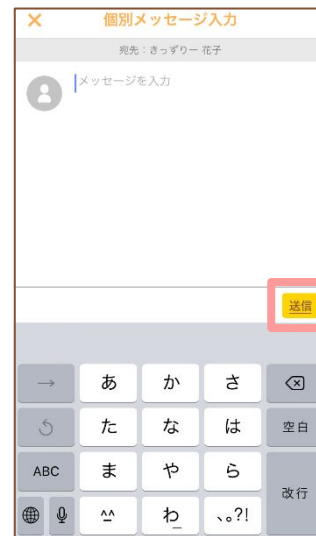 × 個別メッセージ入力
宛先：きっずりー 花子
メッセージを入力
送信
→ あ か さ
た な は 空白
ABC ま や ら
改行
^^ わ_ 、。?!